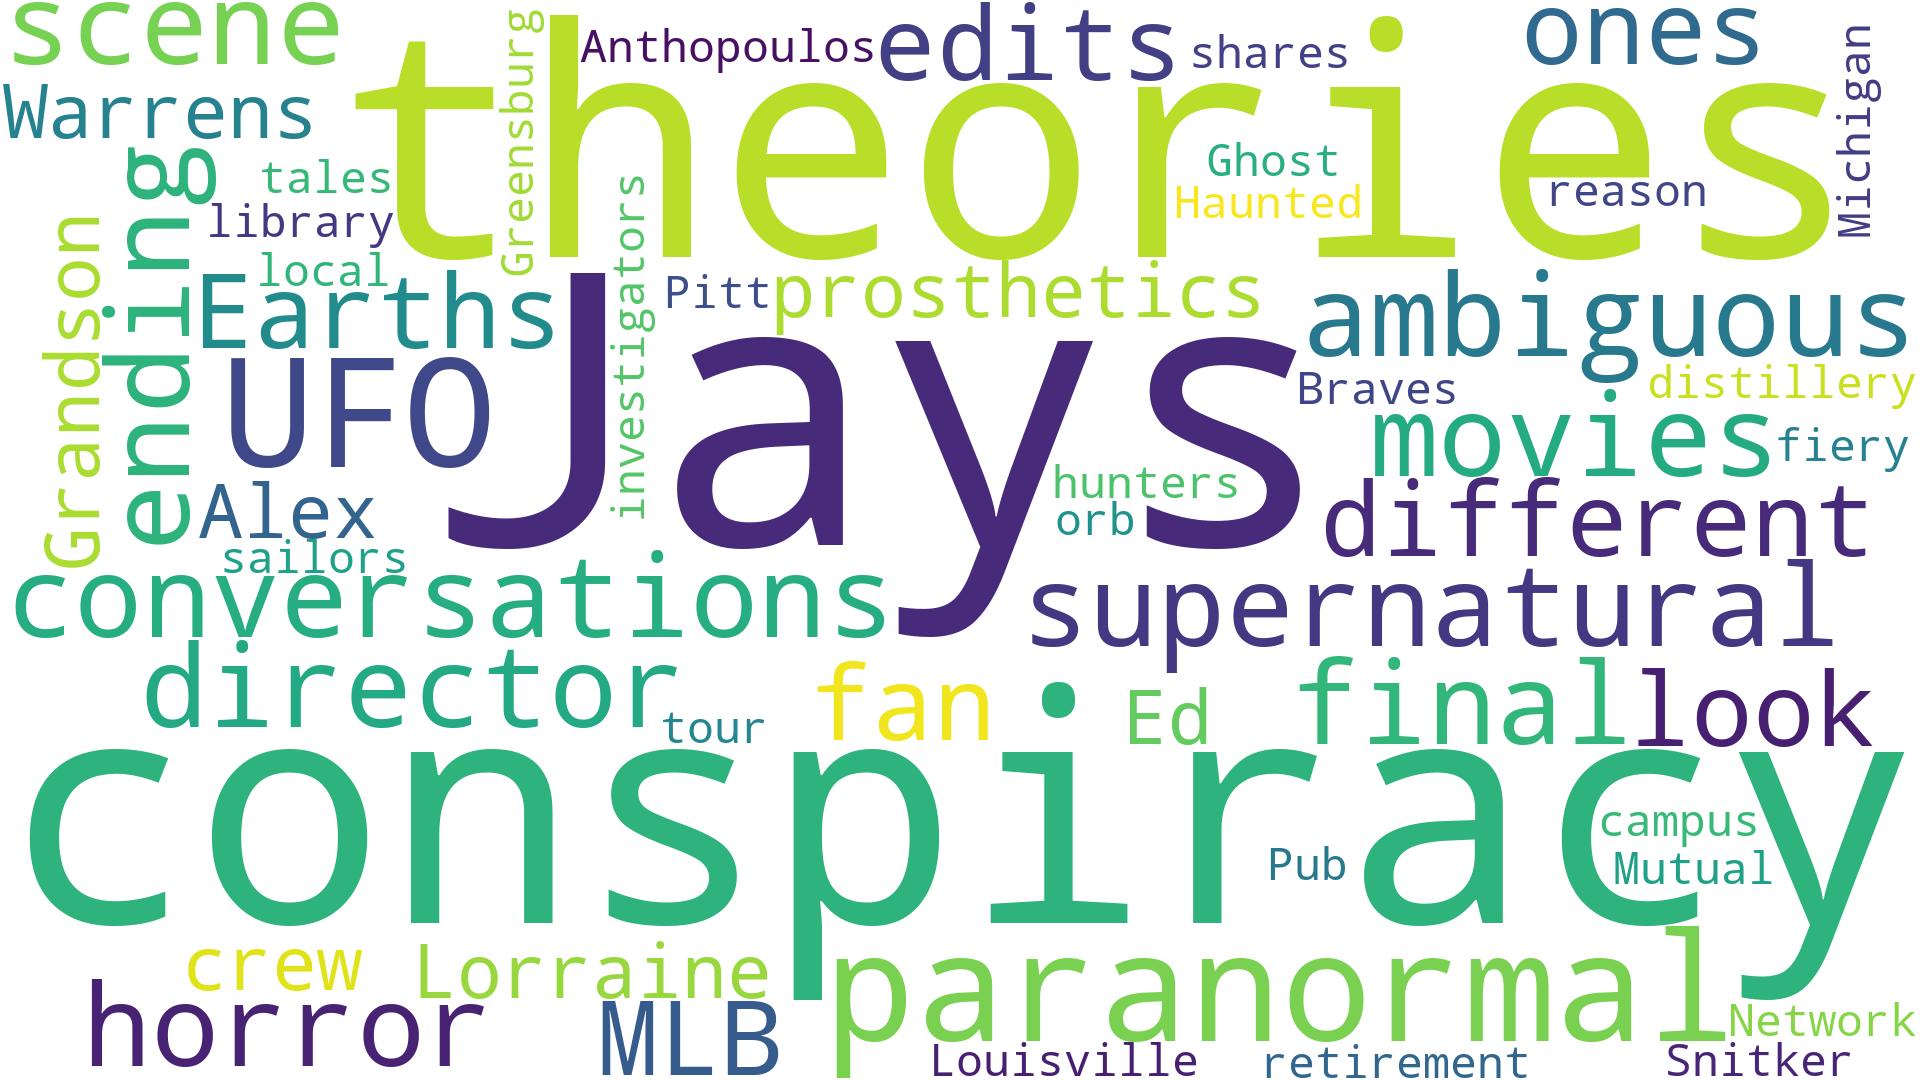 scene
theories
Greensburg
Anthopoulos
edits
shares
ones
Michigan
Warrens
ending
tales
library
local
Ghost
Haunted
reason
Grandson
Earths
investigators
Pitt
prosthetics
ambiguous
UFO
Jays
Braves
distillery
movies
fiery
Alex
hunters
orb
different
sailors
conversations
supernatural
director
tour
fan
Ed
final
look
conspiracy
campus
Pub
Mutual
crew
Lorraine
paranormal
horror
MLB
Network
Louisville
retirement
Snitker